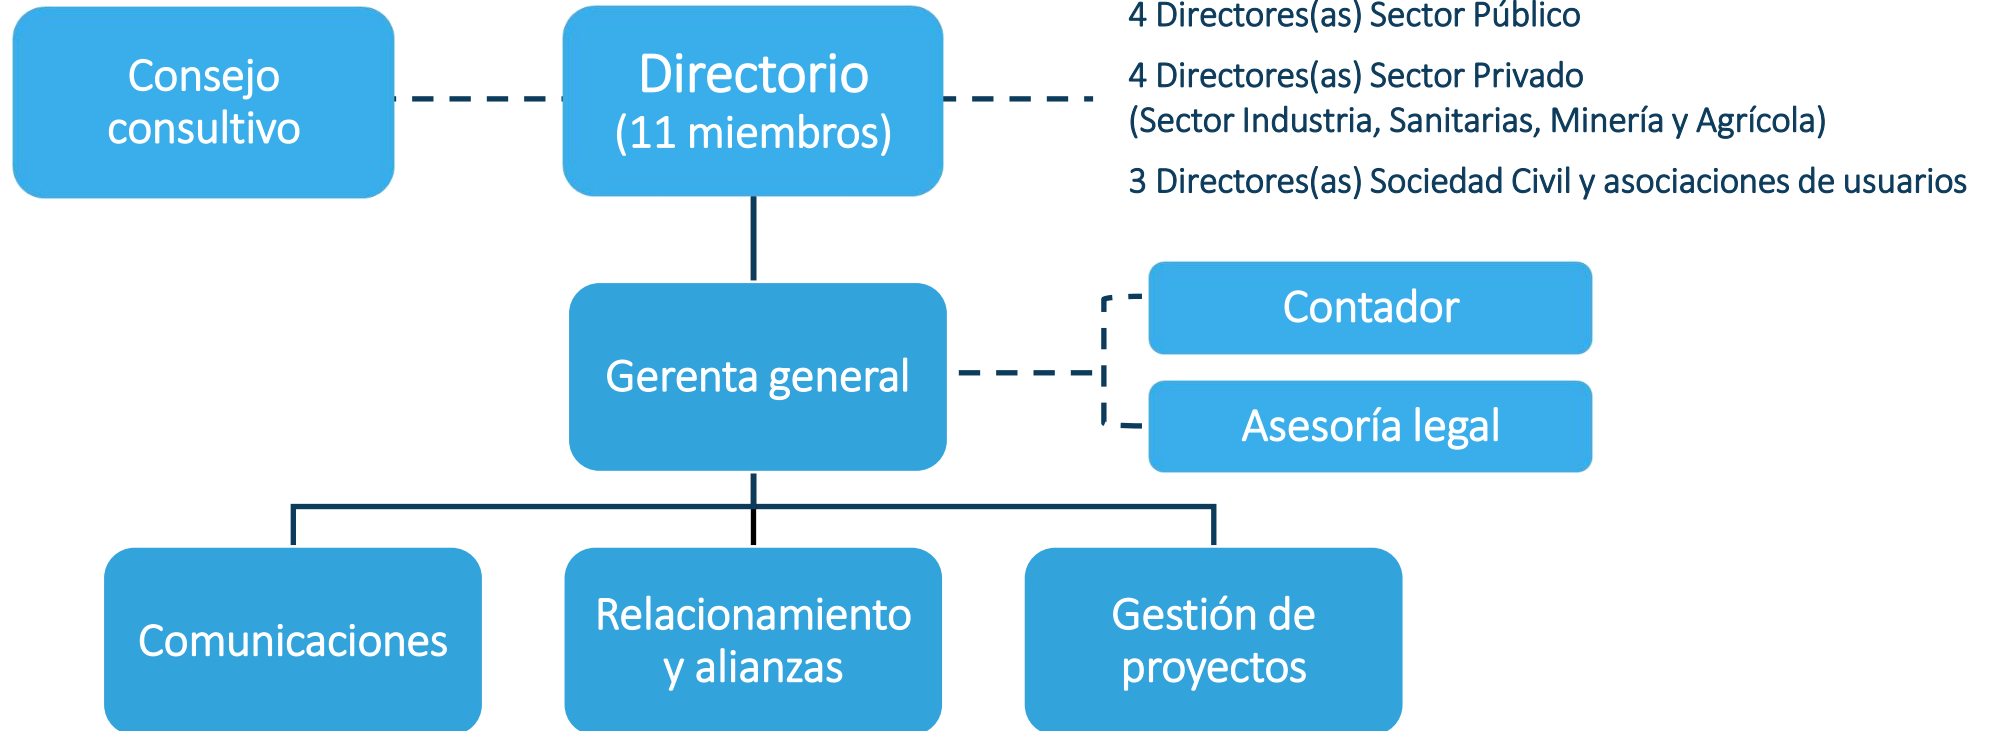 Consejo
consultivo
Directorio
(11 miembros)
4 Directores(as) Sector Público
4 Directores(as) Sector Privado
(Sector Industria, Sanitarias, Minería y Agrícola)
3 Directores(as) Sociedad Civil y asociaciones de usuarios
Gerenta general
Contador
Asesoría legal
Comunicaciones
Relacionamiento
y alianzas
Gestión de
proyectos